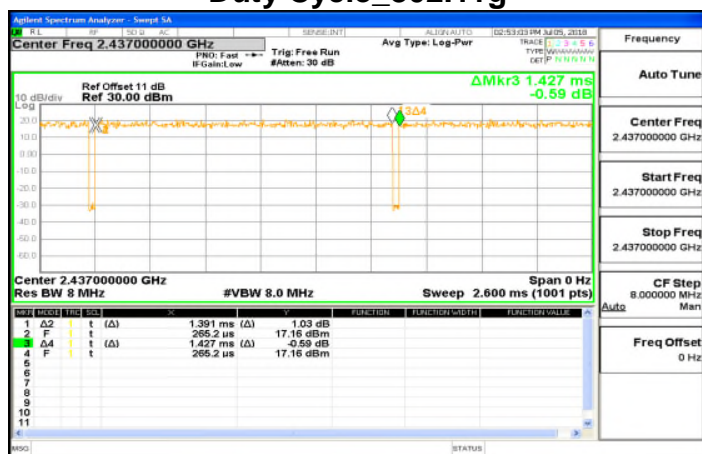 Duty Cycle_802.11g
Agilent Spectrum Analyzer - Swept SA
RL RF 50 Ω AC SENSE:INT ALIGN AUTO 02:53:03 PM Jul 05, 2018
Center Freq 2.437000000 GHz Avg Type: Log-Pwr TRACE 1 2 3 4 5 6
PNO: Fast Trig: Free Run TYPE
IFGain:Low #Atten: 30 dB DET P N N N N N
ΔMkr3 1.427 ms
-0.59 dB
Ref Offset 11 dB
10 dB/div Ref 30.00 dBm
Log
3Δ4
20.0
10.0
0.00
-10.0
-20.0
-30.0
-40.0
-50.0
-60.0
Center 2.437000000 GHz Span 0 Hz
Res BW 8 MHz #VBW 8.0 MHz Sweep 2.600 ms (1001 pts)
MKR MODE TRC SCL X Y FUNCTION FUNCTION WIDTH FUNCTION VALUE
1 Δ2 1 t (Δ) 1.391 ms (Δ) 1.03 dB
2 F 1 t 265.2 µs 17.16 dBm
3 Δ4 1 t (Δ) 1.427 ms (Δ) -0.59 dB
4 F 1 t 265.2 µs 17.16 dBm
5
6
7
8
9
10
11
MSG STATUS
Frequency
Auto Tune
Center Freq
2.437000000 GHz
Start Freq
2.437000000 GHz
Stop Freq
2.437000000 GHz
CF Step
8.000000 MHz
Auto Man
Freq Offset
0 Hz